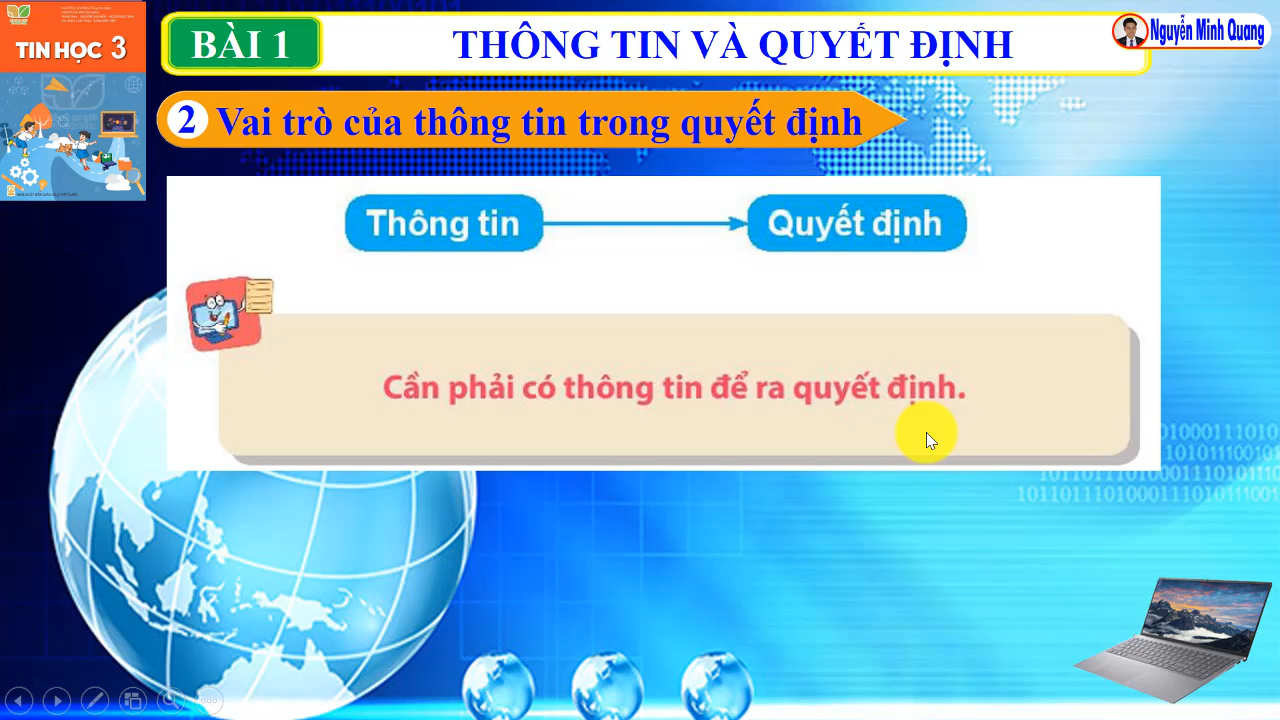 TIN HỌC 3
BÀI 1
THÔNG TIN VÀ QUYẾT ĐỊNH
Nguyễn Minh Quang
2 Vai trò của thông tin trong quyết định
Thông tin
Quyết định
Cần phải có thông tin để ra quyết định.